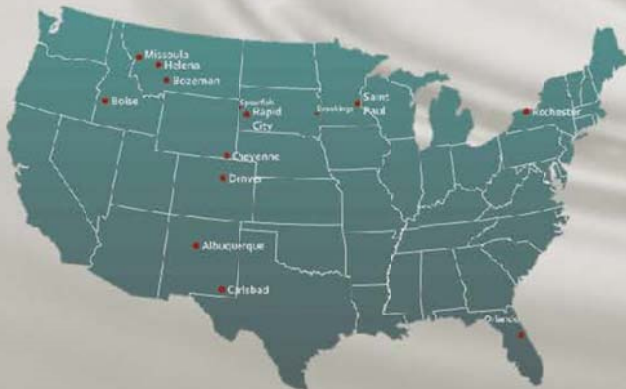 Missoula
Helena
Bozeman
Boise
Spearfish
Rapid
City
Brookings
Saint
Paul
Rochester
Cheyenne
Denver
Albuquerque
Carlsbad
Orlando